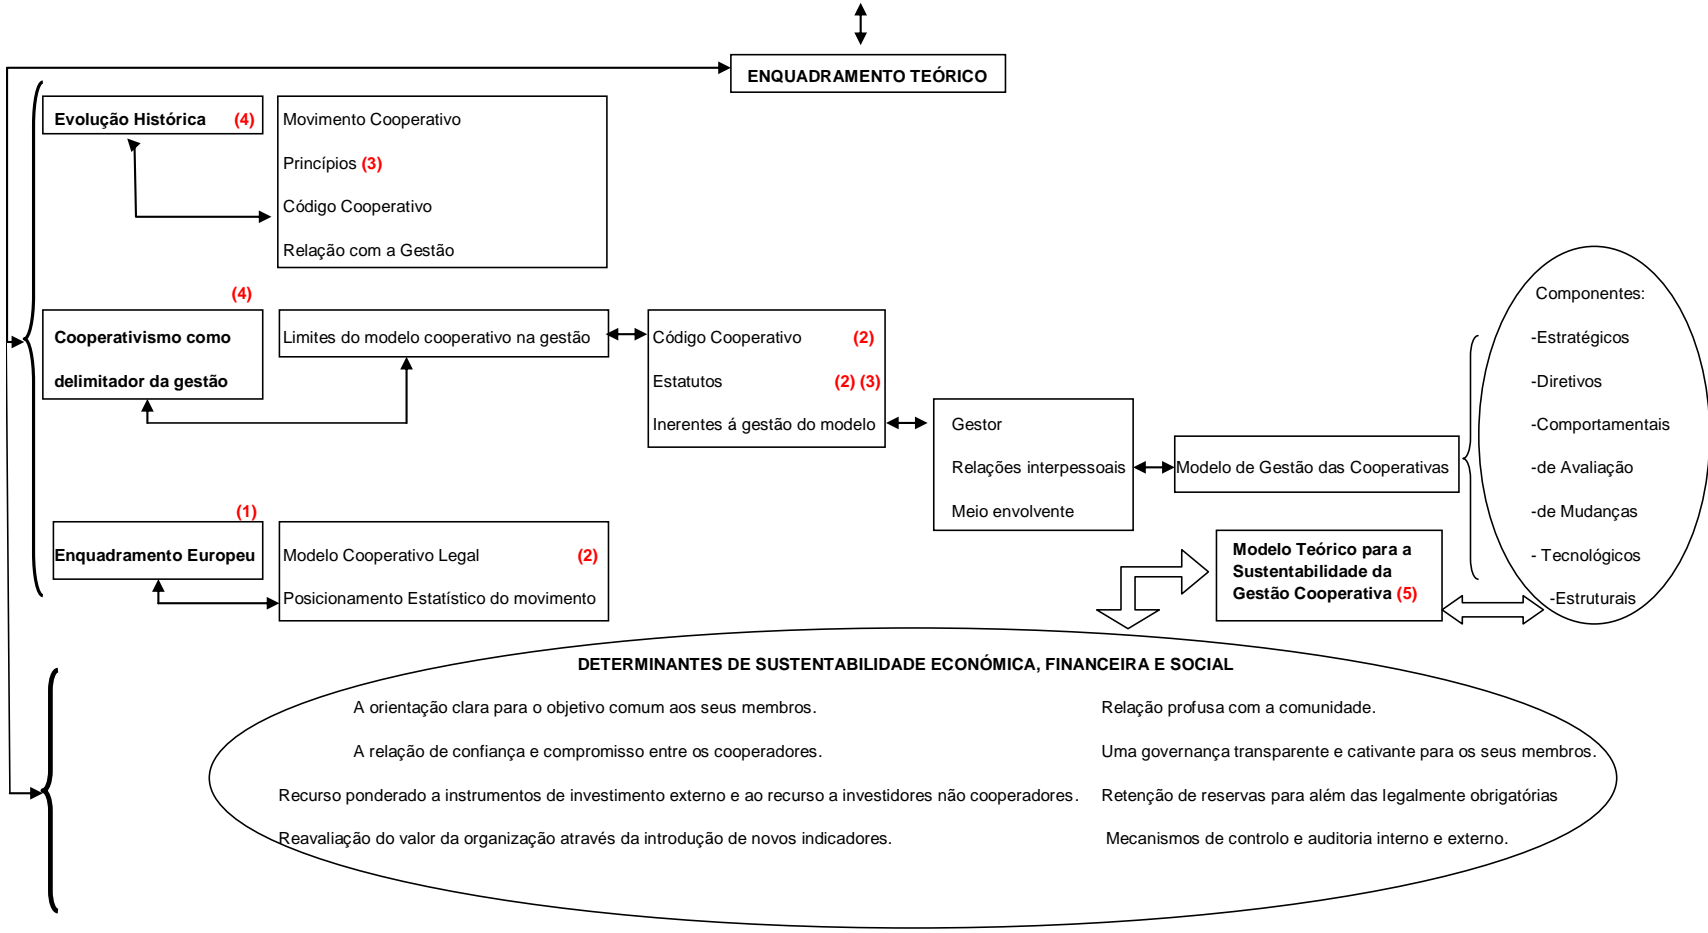 ENQUADRAMENTO TEÓRICO
Evolução Histórica (4)
Movimento Cooperativo
Princípios (3)
Código Cooperativo
Relação com a Gestão
(4)
Cooperativismo como
delimitador da gestão
Limites do modelo cooperativo na gestão
Código Cooperativo (2)
Estatutos (2) (3)
Inerentes á gestão do modelo
Gestor
Relações interpessoais
Meio envolvente
Modelo de Gestão das Cooperativas
Componentes:
-Estratégicos
-Diretivos
-Comportamentais
-de Avaliação
-de Mudanças
- Tecnológicos
-Estruturais
(1)
Enquadramento Europeu
Modelo Cooperativo Legal (2)
Posicionamento Estatístico do movimento
Modelo Teórico para a
Sustentabilidade da
Gestão Cooperativa (5)
DETERMINANTES DE SUSTENTABILIDADE ECONÓMICA, FINANCEIRA E SOCIAL
A orientação clara para o objetivo comum aos seus membros.
Relação profusa com a comunidade.
A relação de confiança e compromisso entre os cooperadores.
Uma governança transparente e cativante para os seus membros.
Recurso ponderado a instrumentos de investimento externo e ao recurso a investidores não cooperadores.
Retenção de reservas para além das legalmente obrigatórias
Reavaliação do valor da organização através da introdução de novos indicadores.
Mecanismos de controlo e auditoria interno e externo.